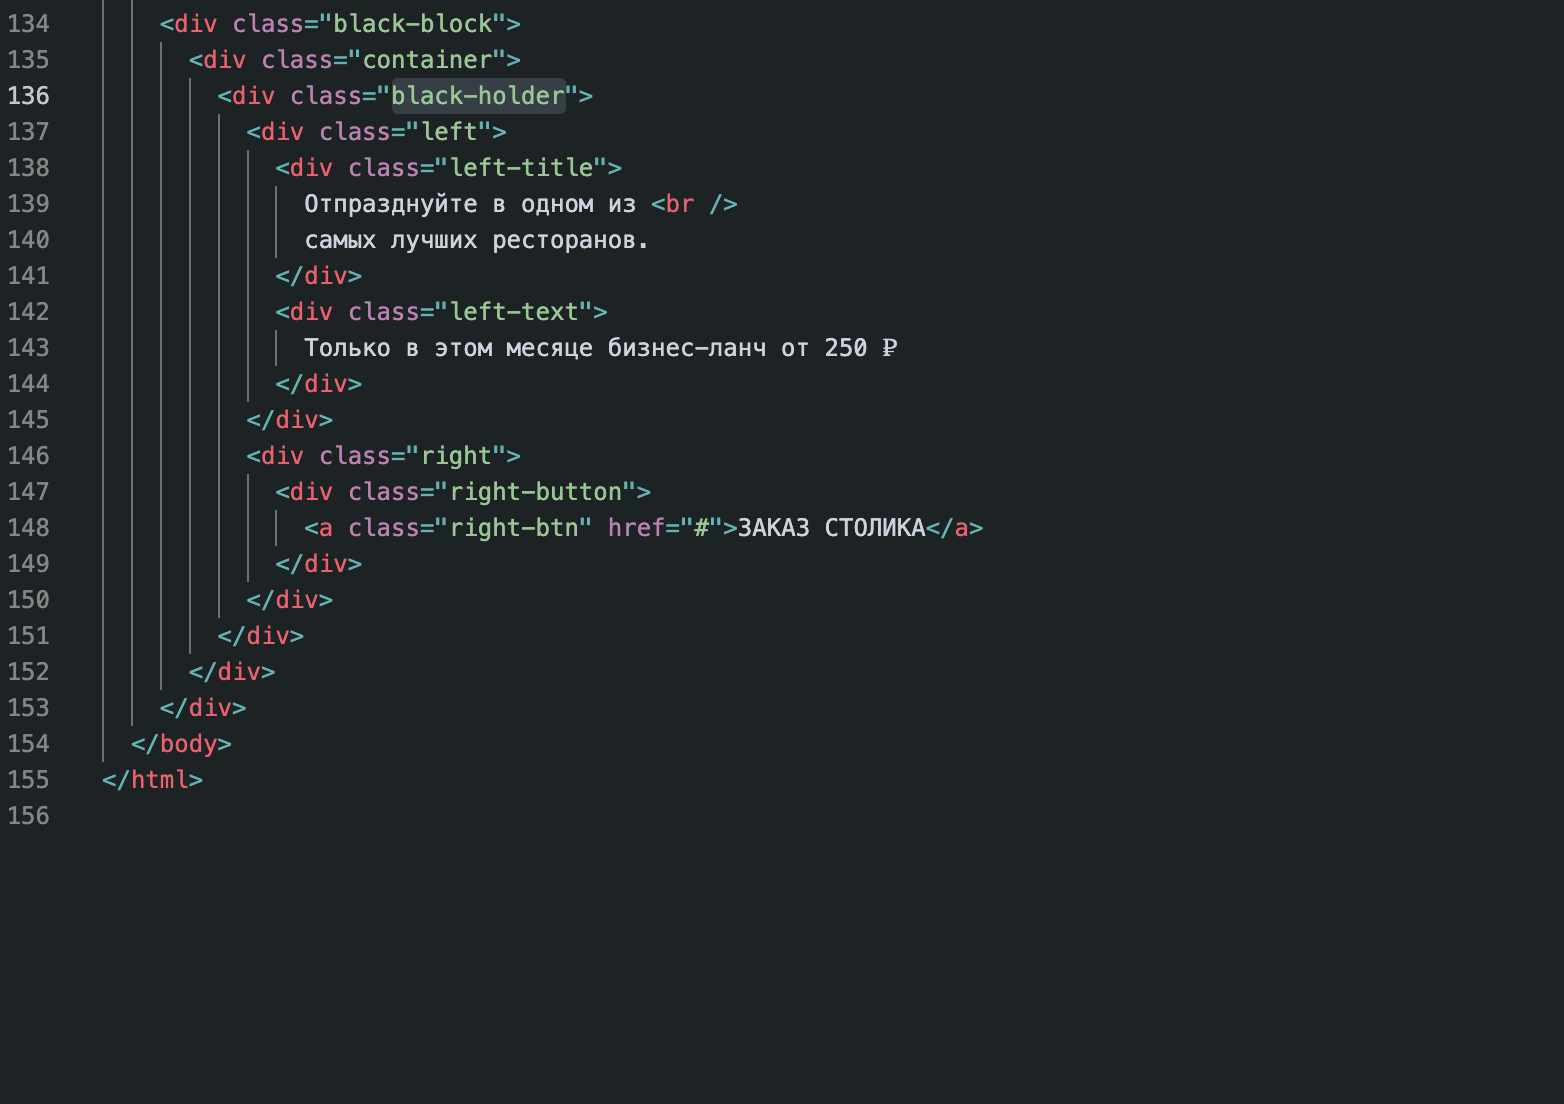 134 <div class="black-block">
135 <div class="container">
136 <div class="black-holder">
137 <div class="left">
138 <div class="left-title">
139 Отпразднуйте в одном из <br />
140 самых лучших ресторанов.
141 </div>
142 <div class="left-text">
143 Только в этом месяце бизнес-ланч от 250 ₽
144 </div>
145 </div>
146 <div class="right">
147 <div class="right-button">
148 <a class="right-btn" href="#">ЗАКАЗ СТОЛИКА</a>
149 </div>
150 </div>
151 </div>
152 </div>
153 </div>
154 </body>
155 </html>
156